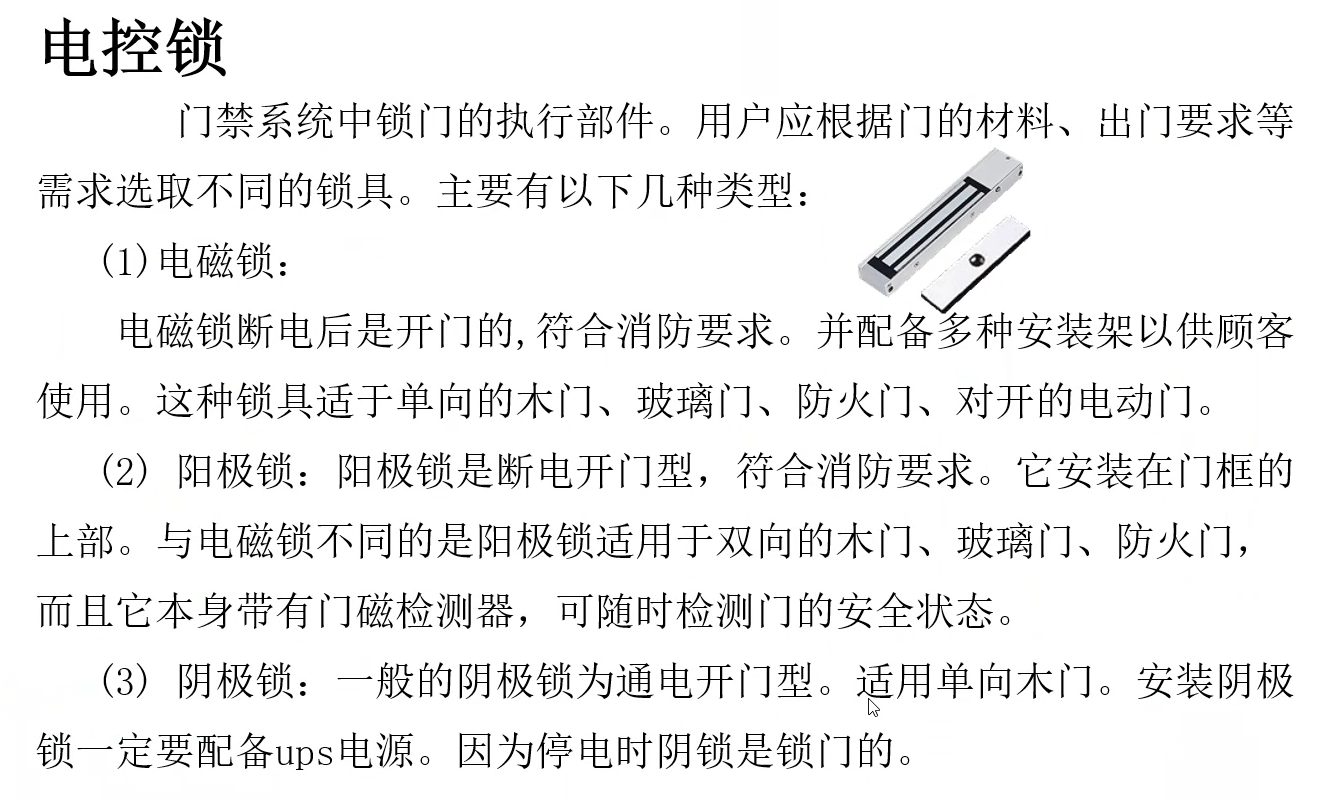 电控锁
门禁系统中锁门的执行部件。用户应根据门的材料、出门要求等
需求选取不同的锁具。主要有以下几种类型：
(1)电磁锁：
电磁锁断电后是开门的,符合消防要求。并配备多种安装架以供顾客
使用。这种锁具适于单向的木门、玻璃门、防火门、对开的电动门。
(2) 阳极锁：阳极锁是断电开门型，符合消防要求。它安装在门框的
上部。与电磁锁不同的是阳极锁适用于双向的木门、玻璃门、防火门，
而且它本身带有门磁检测器，可随时检测门的安全状态。
(3) 阴极锁：一般的阴极锁为通电开门型。适用单向木门。安装阴极
锁一定要配备ups电源。因为停电时阴锁是锁门的。